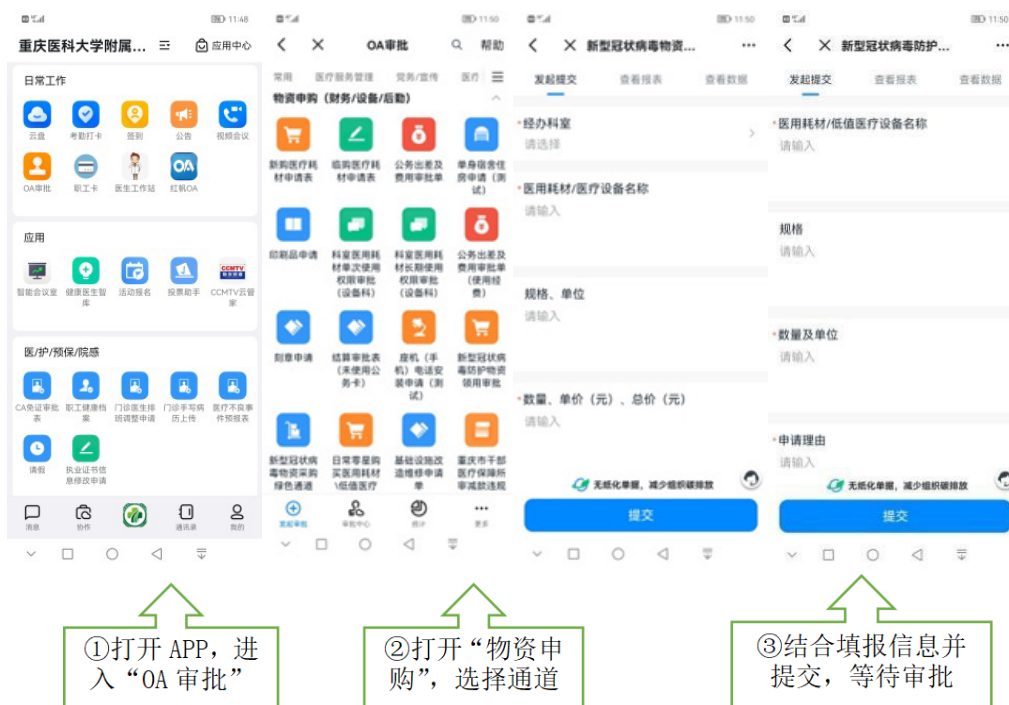 11:48
重庆医科大学附属...
应用中心
日常工作
云盘
考勤打卡
签到
公告
视频会议
OA审批
职工卡
医生工作站
红帆OA
应用
智能会议室
健康医生智
库
活动报名
投票助手
CCMTV云管
家
医/护/预保/院感
CA免证审批
表
职工健康档
案
门诊医生排
班调整申请
门诊手写病
历上传
医疗不良事
件预报表
请假
执业证书信
息修改申请
消息
协作
通讯录
我的
11:50
OA审批
帮助
常用
医疗服务管理
党务/宣传
医疗
物资申购（财务/设备/后勤）
新购医疗耗
材申请表
临购医疗耗
材申请表
公务出差及
费用审批单
单身宿舍住
房申请（测
试）
印刷品申请
科室医用耗
材单次使用
权限审批
（设备科）
科室医用耗
材长期使用
权限审批
（设备科）
公务出差及
费用审批单
（使用经
费）
刻章申请
结算审批表
（未使用公
务卡）
座机（手
机）电话安
装申请（测
试）
新型冠状病
毒防护物资
领用审批
新型冠状病
毒物资采购
绿色通道
日常零星购
买医用耗材
\低值医疗
基础设施改
造维修申请
单
重庆市干部
医疗保障所
审减款违规
发起审批
审批中心
统计
更多
11:50
新型冠状病毒物资...
发起提交
查看报表
查看数据
*经办科室
请选择
*医用耗材/医疗设备名称
请输入
规格、单位
请输入
*数量、单价（元）、总价（元）
请输入
无纸化单据，减少组织碳排放
提交
11:50
新型冠状病毒防护...
发起提交
查看报表
查看数据
*医用耗材/低值医疗设备名称
请输入
规格
请输入
*数量及单位
请输入
*申请理由
请输入
无纸化单据，减少组织碳排放
提交
①打开 APP，进
入“OA 审批”
②打开“物资申
购”，选择通道
③结合填报信息并
提交，等待审批